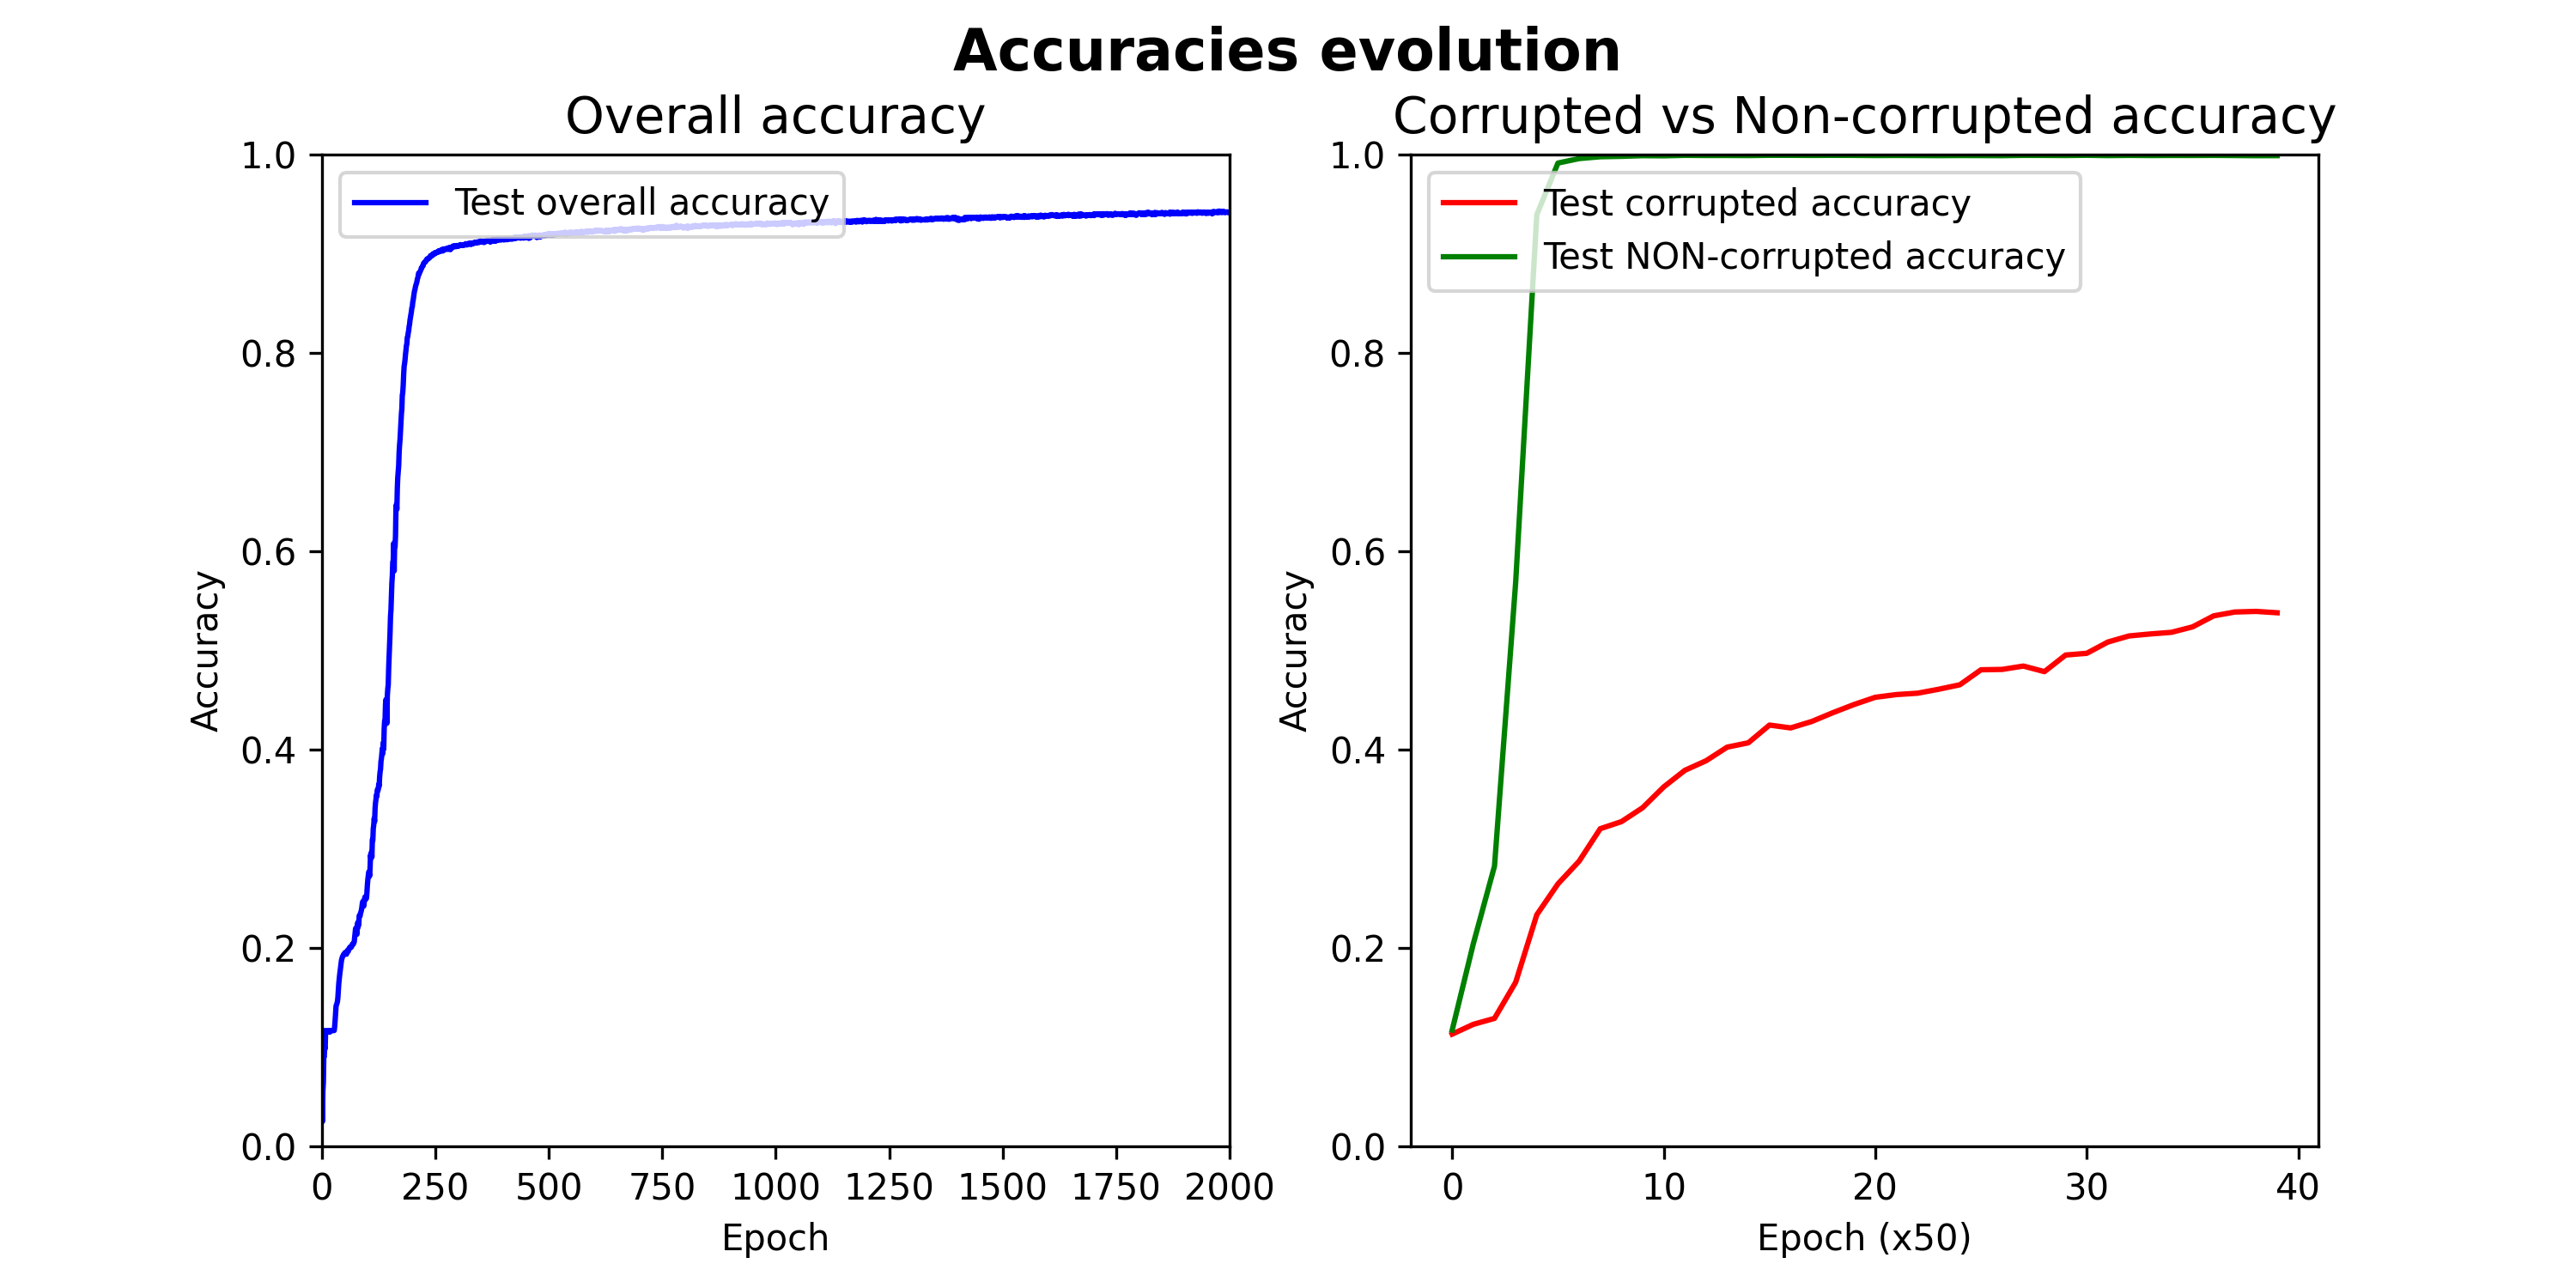 Accuracies evolution
Overall accuracy
1.0
0.8
0.6
0.4
0.2
0.0
Accuracy
Test overall accuracy
0 250 500 750 1000 1250 1500 1750 2000
Epoch
Corrupted vs Non-corrupted accuracy
1.0
0.8
0.6
0.4
0.2
0.0
Accuracy
Test corrupted accuracy
Test NON-corrupted accuracy
0 10 20 30 40
Epoch (x50)